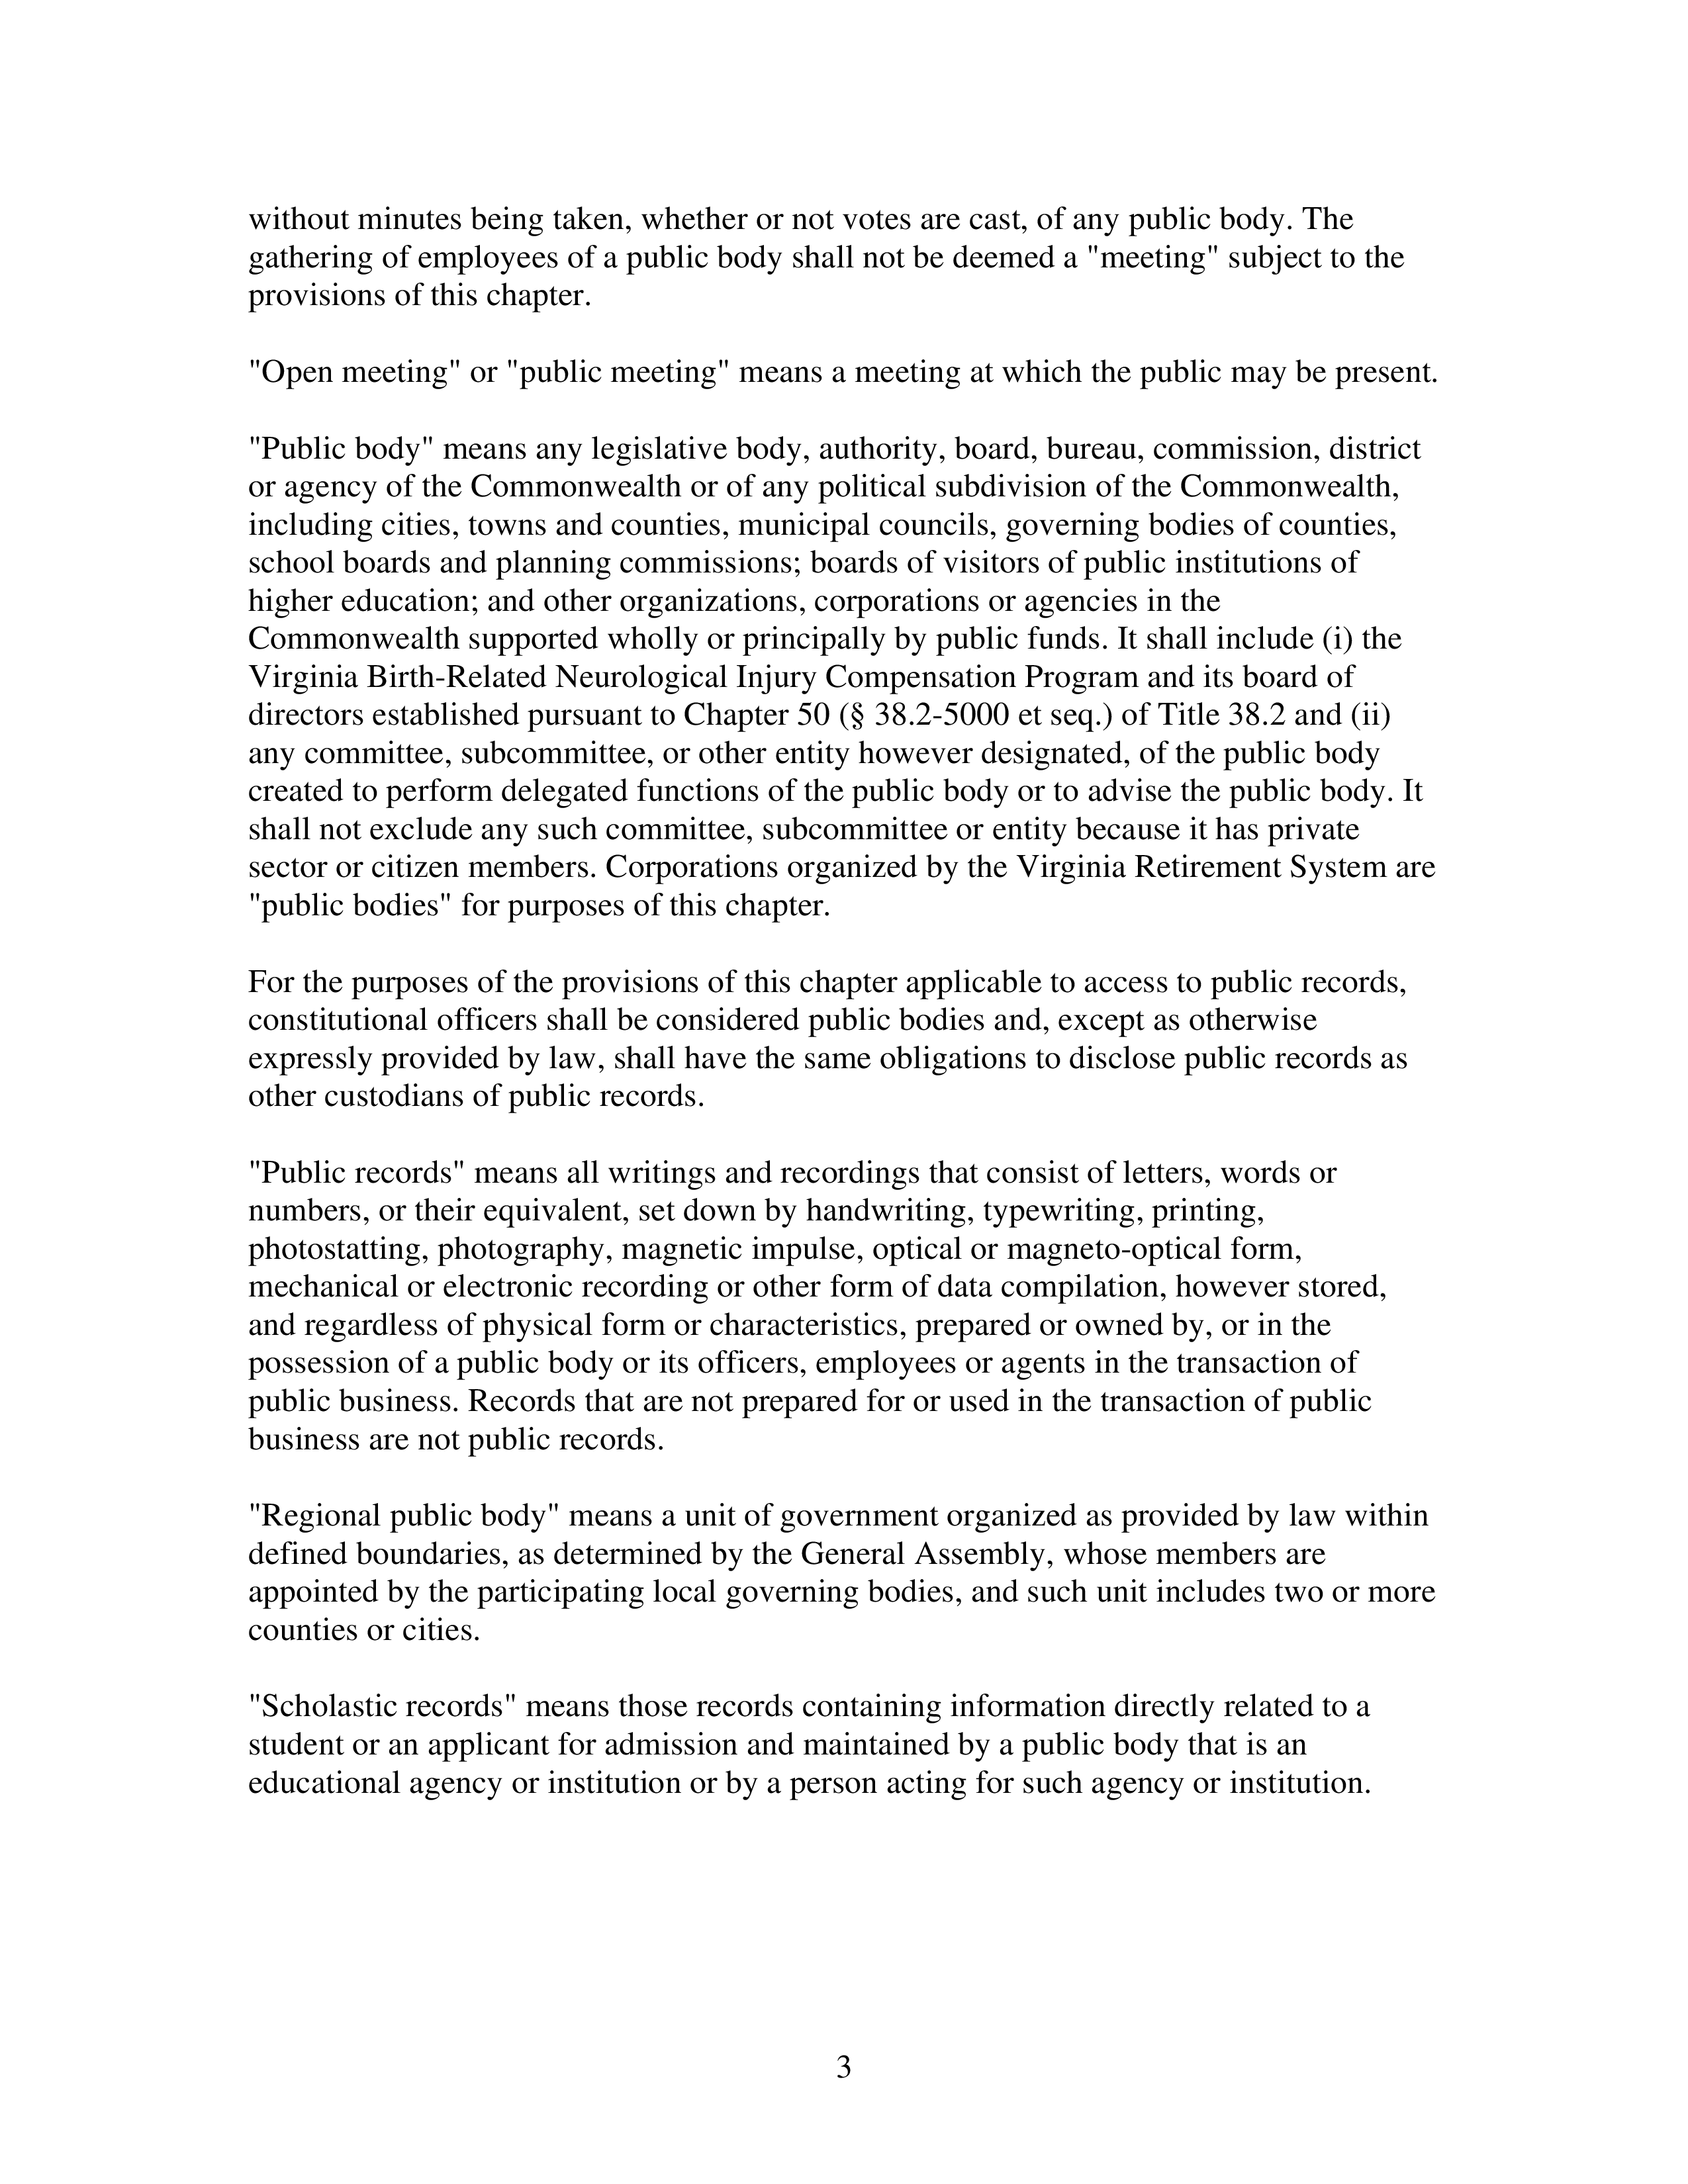 without minutes being taken, whether or not votes are cast, of any public body. The
gathering of employees of a public body shall not be deemed a "meeting" subject to the
provisions of this chapter.
"Open meeting" or "public meeting" means a meeting at which the public may be present.
"Public body" means any legislative body, authority, board, bureau, commission, district
or agency of the Commonwealth or of any political subdivision of the Commonwealth,
including cities, towns and counties, municipal councils, governing bodies of counties,
school boards and planning commissions; boards of visitors of public institutions of
higher education; and other organizations, corporations or agencies in the
Commonwealth supported wholly or principally by public funds. It shall include (i) the
Virginia Birth-Related Neurological Injury Compensation Program and its board of
directors established pursuant to Chapter 50 (§ 38.2-5000 et seq.) of Title 38.2 and (ii)
any committee, subcommittee, or other entity however designated, of the public body
created to perform delegated functions of the public body or to advise the public body. It
shall not exclude any such committee, subcommittee or entity because it has private
sector or citizen members. Corporations organized by the Virginia Retirement System are
"public bodies" for purposes of this chapter.
For the purposes of the provisions of this chapter applicable to access to public records,
constitutional officers shall be considered public bodies and, except as otherwise
expressly provided by law, shall have the same obligations to disclose public records as
other custodians of public records.
"Public records" means all writings and recordings that consist of letters, words or
numbers, or their equivalent, set down by handwriting, typewriting, printing,
photostatting, photography, magnetic impulse, optical or magneto-optical form,
mechanical or electronic recording or other form of data compilation, however stored,
and regardless of physical form or characteristics, prepared or owned by, or in the
possession of a public body or its officers, employees or agents in the transaction of
public business. Records that are not prepared for or used in the transaction of public
business are not public records.
"Regional public body" means a unit of government organized as provided by law within
defined boundaries, as determined by the General Assembly, whose members are
appointed by the participating local governing bodies, and such unit includes two or more
counties or cities.
"Scholastic records" means those records containing information directly related to a
student or an applicant for admission and maintained by a public body that is an
educational agency or institution or by a person acting for such agency or institution.
3